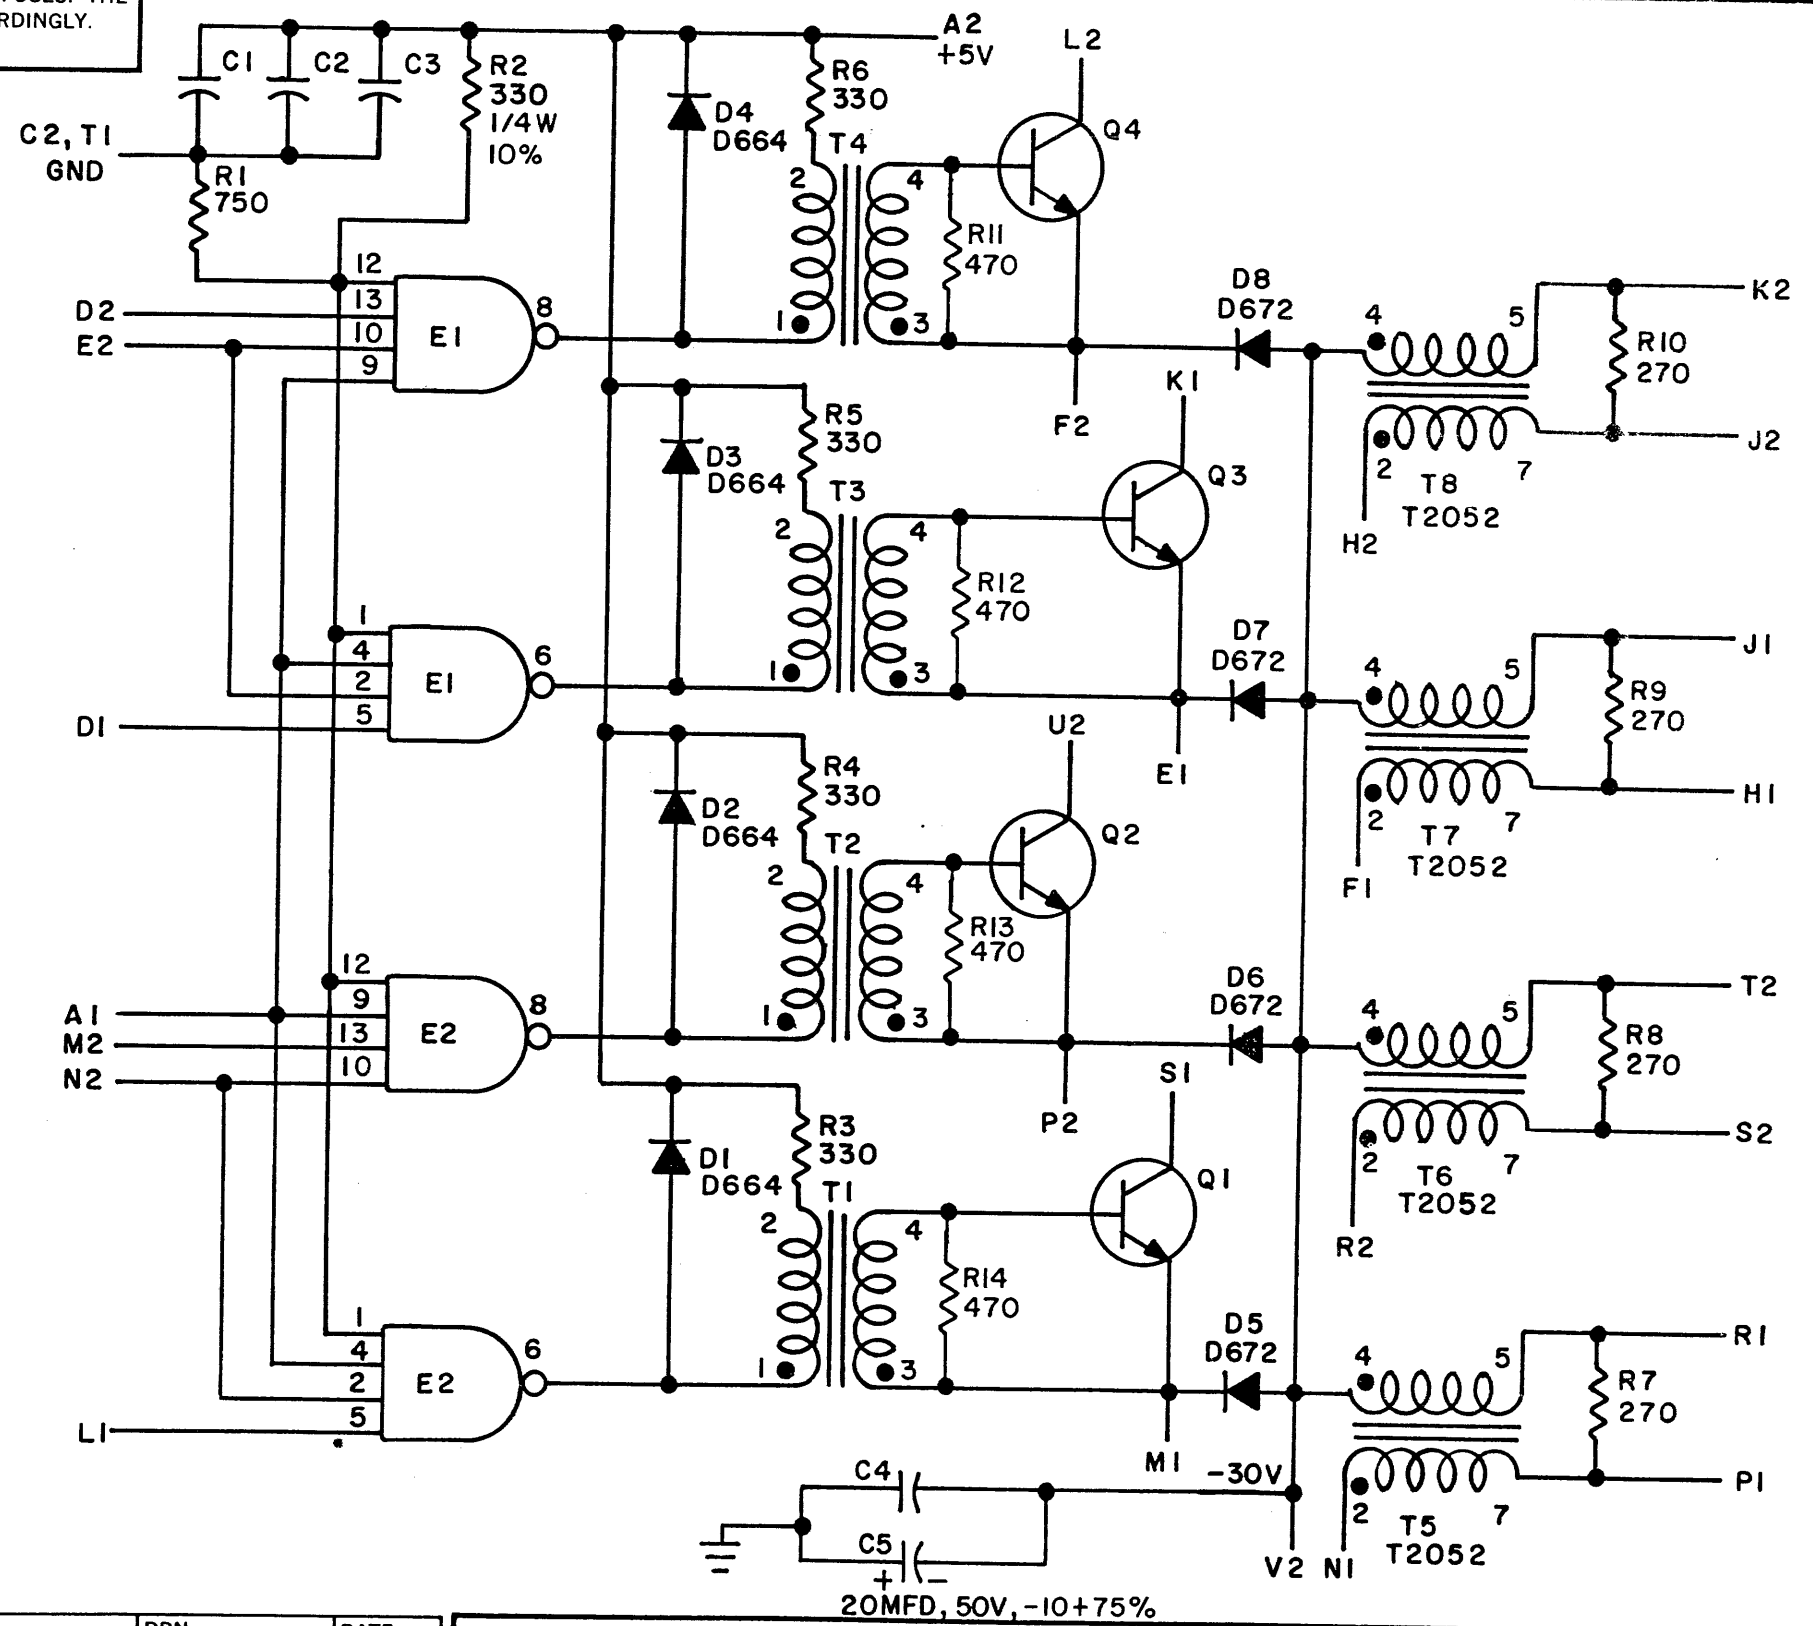 RDINGLY.
A2
+5V
L2
C1
C2
C3
R2
330
1/4W
10%
R6
330
D4
D664
Q4
C2, T1
GND
R1
750
T4
2
4
R11
470
12
13
10
9
D2
E2
E1
8
1
3
D8
D672
K2
4
5
R10
270
F2
K1
J2
2
7
T8
T2052
H2
R5
330
D3
D664
T3
Q3
2
4
R12
470
1
4
2
5
E1
6
D1
1
3
D7
D672
J1
4
5
R9
270
E1
H1
2
7
T7
T2052
F1
U2
R4
330
D2
D664
T2
Q2
2
4
R13
470
12
9
13
10
A1
M2
N2
E2
8
1
3
D6
D672
T2
4
5
R8
270
P2
S1
S2
2
7
T6
T2052
R2
R3
330
D1
D664
T1
Q1
2
4
R14
470
1
4
2
5
E2
6
L1
1
3
D5
D672
R1
4
5
R7
270
M1
-30V
P1
2
7
T5
T2052
V2
N1
C4
C5
+ -
20MFD, 50V, -10+75%